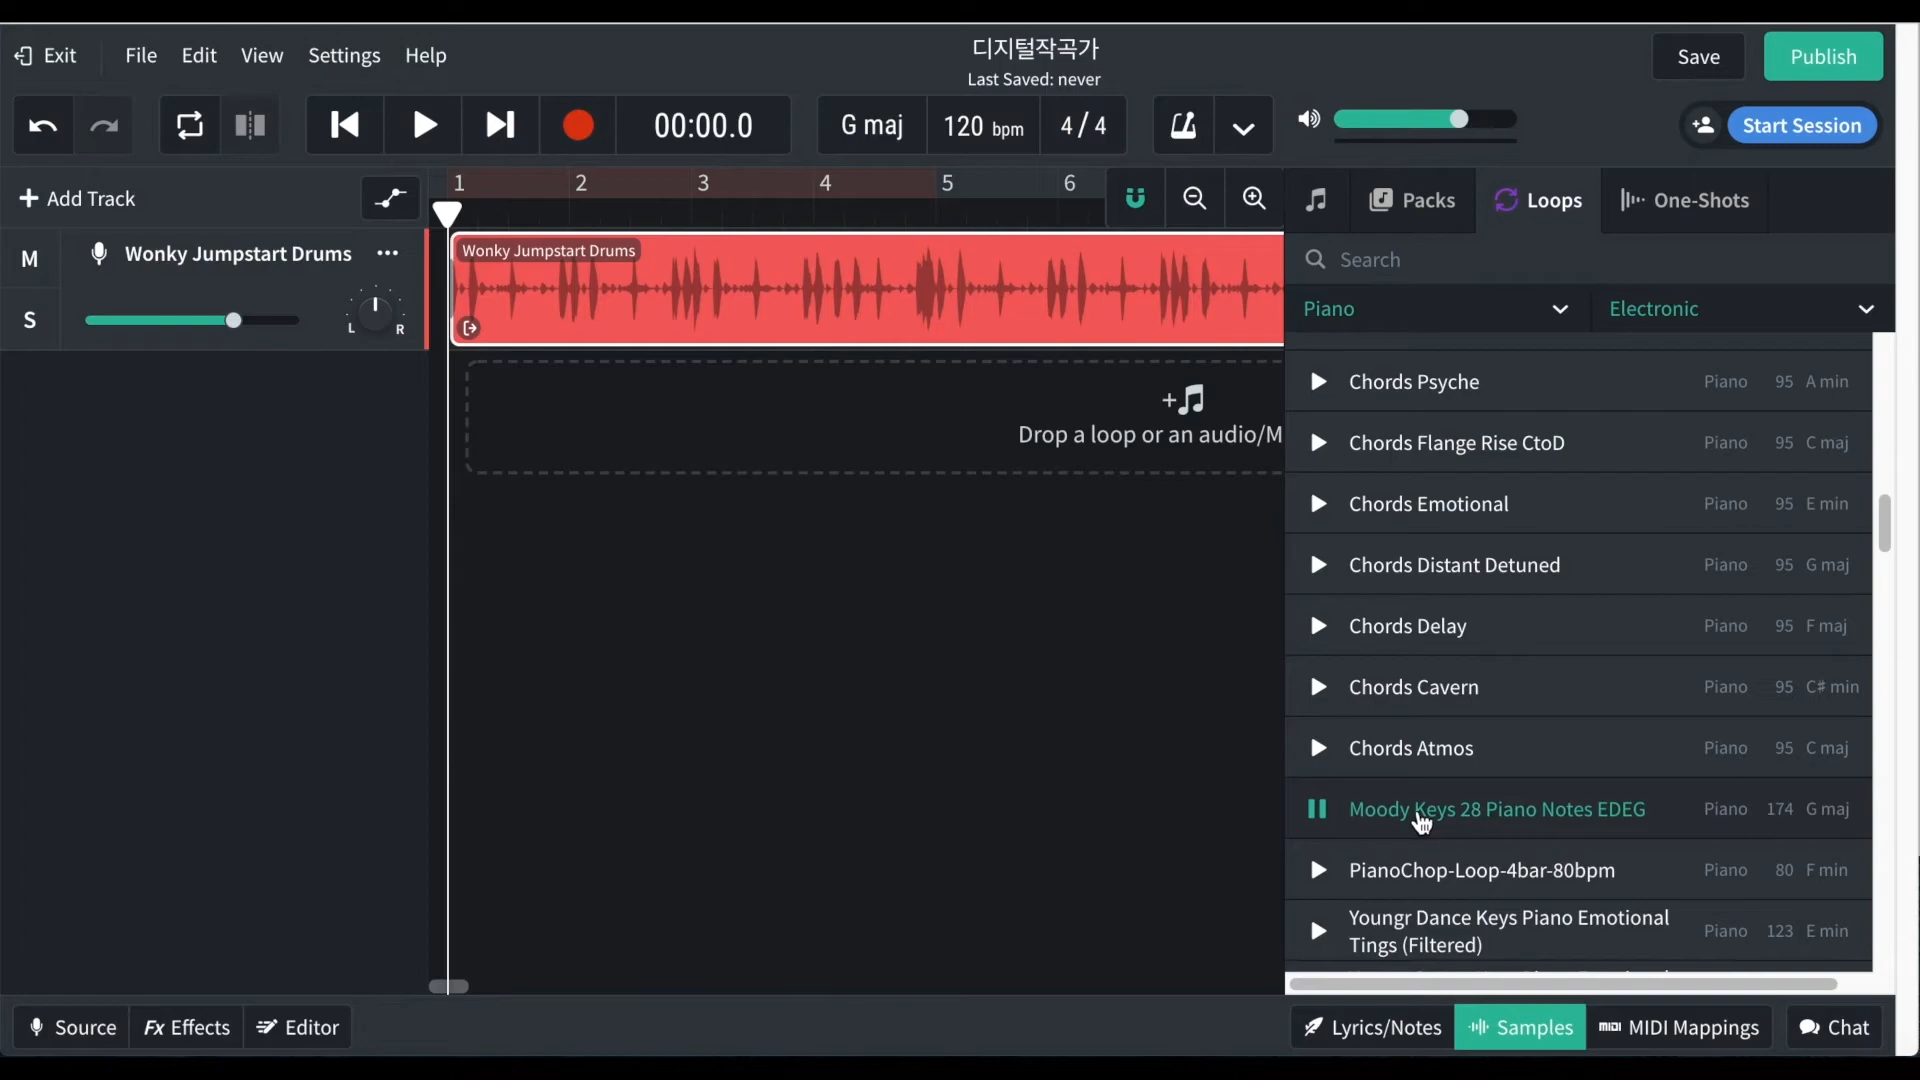 Exit File Edit View Settings Help
디지털작곡가
Last Saved: never
Save Publish
00:00.0 G maj 120 bpm 4/4 Start Session
Add Track 1 2 3 4 5 6 Packs Loops One-Shots
M Wonky Jumpstart Drums
S L R
Wonky Jumpstart Drums
Drop a loop or an audio/M
Search
Piano Electronic
Chords Psyche Piano 95 A min
Chords Flange Rise CtoD Piano 95 C maj
Chords Emotional Piano 95 E min
Chords Distant Detuned Piano 95 G maj
Chords Delay Piano 95 F maj
Chords Cavern Piano 95 C# min
Chords Atmos Piano 95 C maj
Moody Keys 28 Piano Notes EDEG Piano 174 G maj
PianoChop-Loop-4bar-80bpm Piano 80 F min
Youngr Dance Keys Piano Emotional
Tings (Filtered) Piano 123 E min
Source Fx Effects Editor Lyrics/Notes Samples MIDI MIDI Mappings Chat